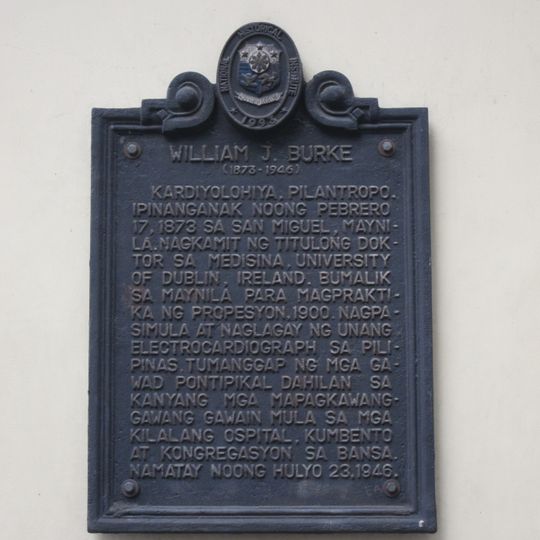 NATIONAL HISTORICAL INSTITUTE
1994
WILLIAM J. BURKE
(1873-1946)
KARDIYOLOHIYA, PILANTROPO.
IPINANGANAK NOONG PEBRERO
17, 1873 SA SAN MIGUEL, MAYNI-
LA. NAGKAMIT NG TITULONG DOK-
TOR SA MEDISINA, UNIVERSITY
OF DUBLIN, IRELAND. BUMALIK
SA MAYNILA PARA MAGPRAKTI-
KA NG PROPESYON, 1900. NAGPA-
SIMULA AT NAGLAGAY NG UNANG
ELECTROCARDIOGRAPH SA PILI-
PINAS. TUMANGGAP NG MGA GA-
WAD PONTIPIKAL DAHILAN SA
KANYANG MGA MAPAGKAWANG-
GAWANG GAWAIN MULA SA MGA
KILALANG OSPITAL, KUMBENTO
AT KONGREGASYON SA BANSA.
NAMATAY NOONG HULYO 23, 1946.